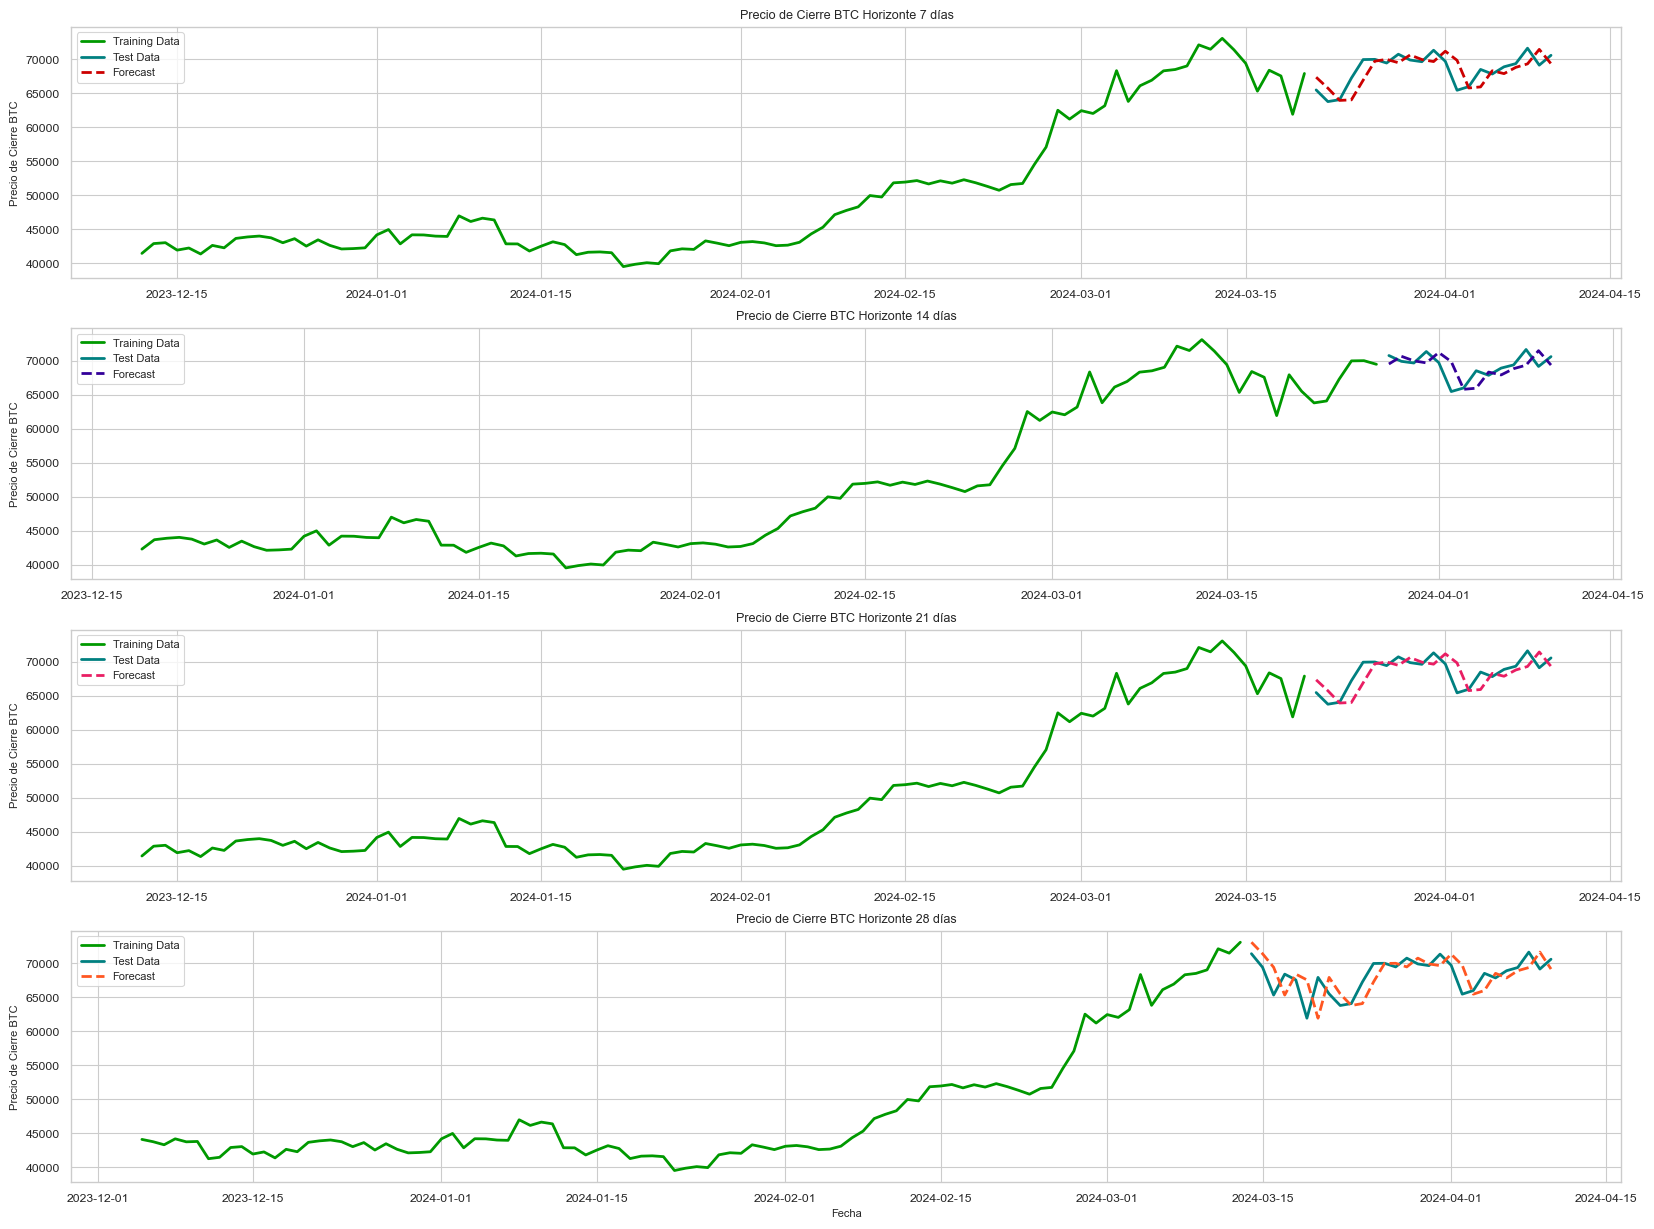 Precio de Cierre BTC Horizonte 7 días
Training Data
Test Data
Forecast
Precio de Cierre BTC
70000
65000
60000
55000
50000
45000
40000
2023-12-15 2024-01-01 2024-01-15 2024-02-01 2024-02-15 2024-03-01 2024-03-15 2024-04-01 2024-04-15
Precio de Cierre BTC Horizonte 14 días
Training Data
Test Data
Forecast
Precio de Cierre BTC
70000
65000
60000
55000
50000
45000
40000
2023-12-15 2024-01-01 2024-01-15 2024-02-01 2024-02-15 2024-03-01 2024-03-15 2024-04-01 2024-04-15
Precio de Cierre BTC Horizonte 21 días
Training Data
Test Data
Forecast
Precio de Cierre BTC
70000
65000
60000
55000
50000
45000
40000
2023-12-15 2024-01-01 2024-01-15 2024-02-01 2024-02-15 2024-03-01 2024-03-15 2024-04-01 2024-04-15
Precio de Cierre BTC Horizonte 28 días
Training Data
Test Data
Forecast
Precio de Cierre BTC
70000
65000
60000
55000
50000
45000
40000
2023-12-01 2023-12-15 2024-01-01 2024-01-15 2024-02-01 2024-02-15 2024-03-01 2024-03-15 2024-04-01 2024-04-15
Fecha